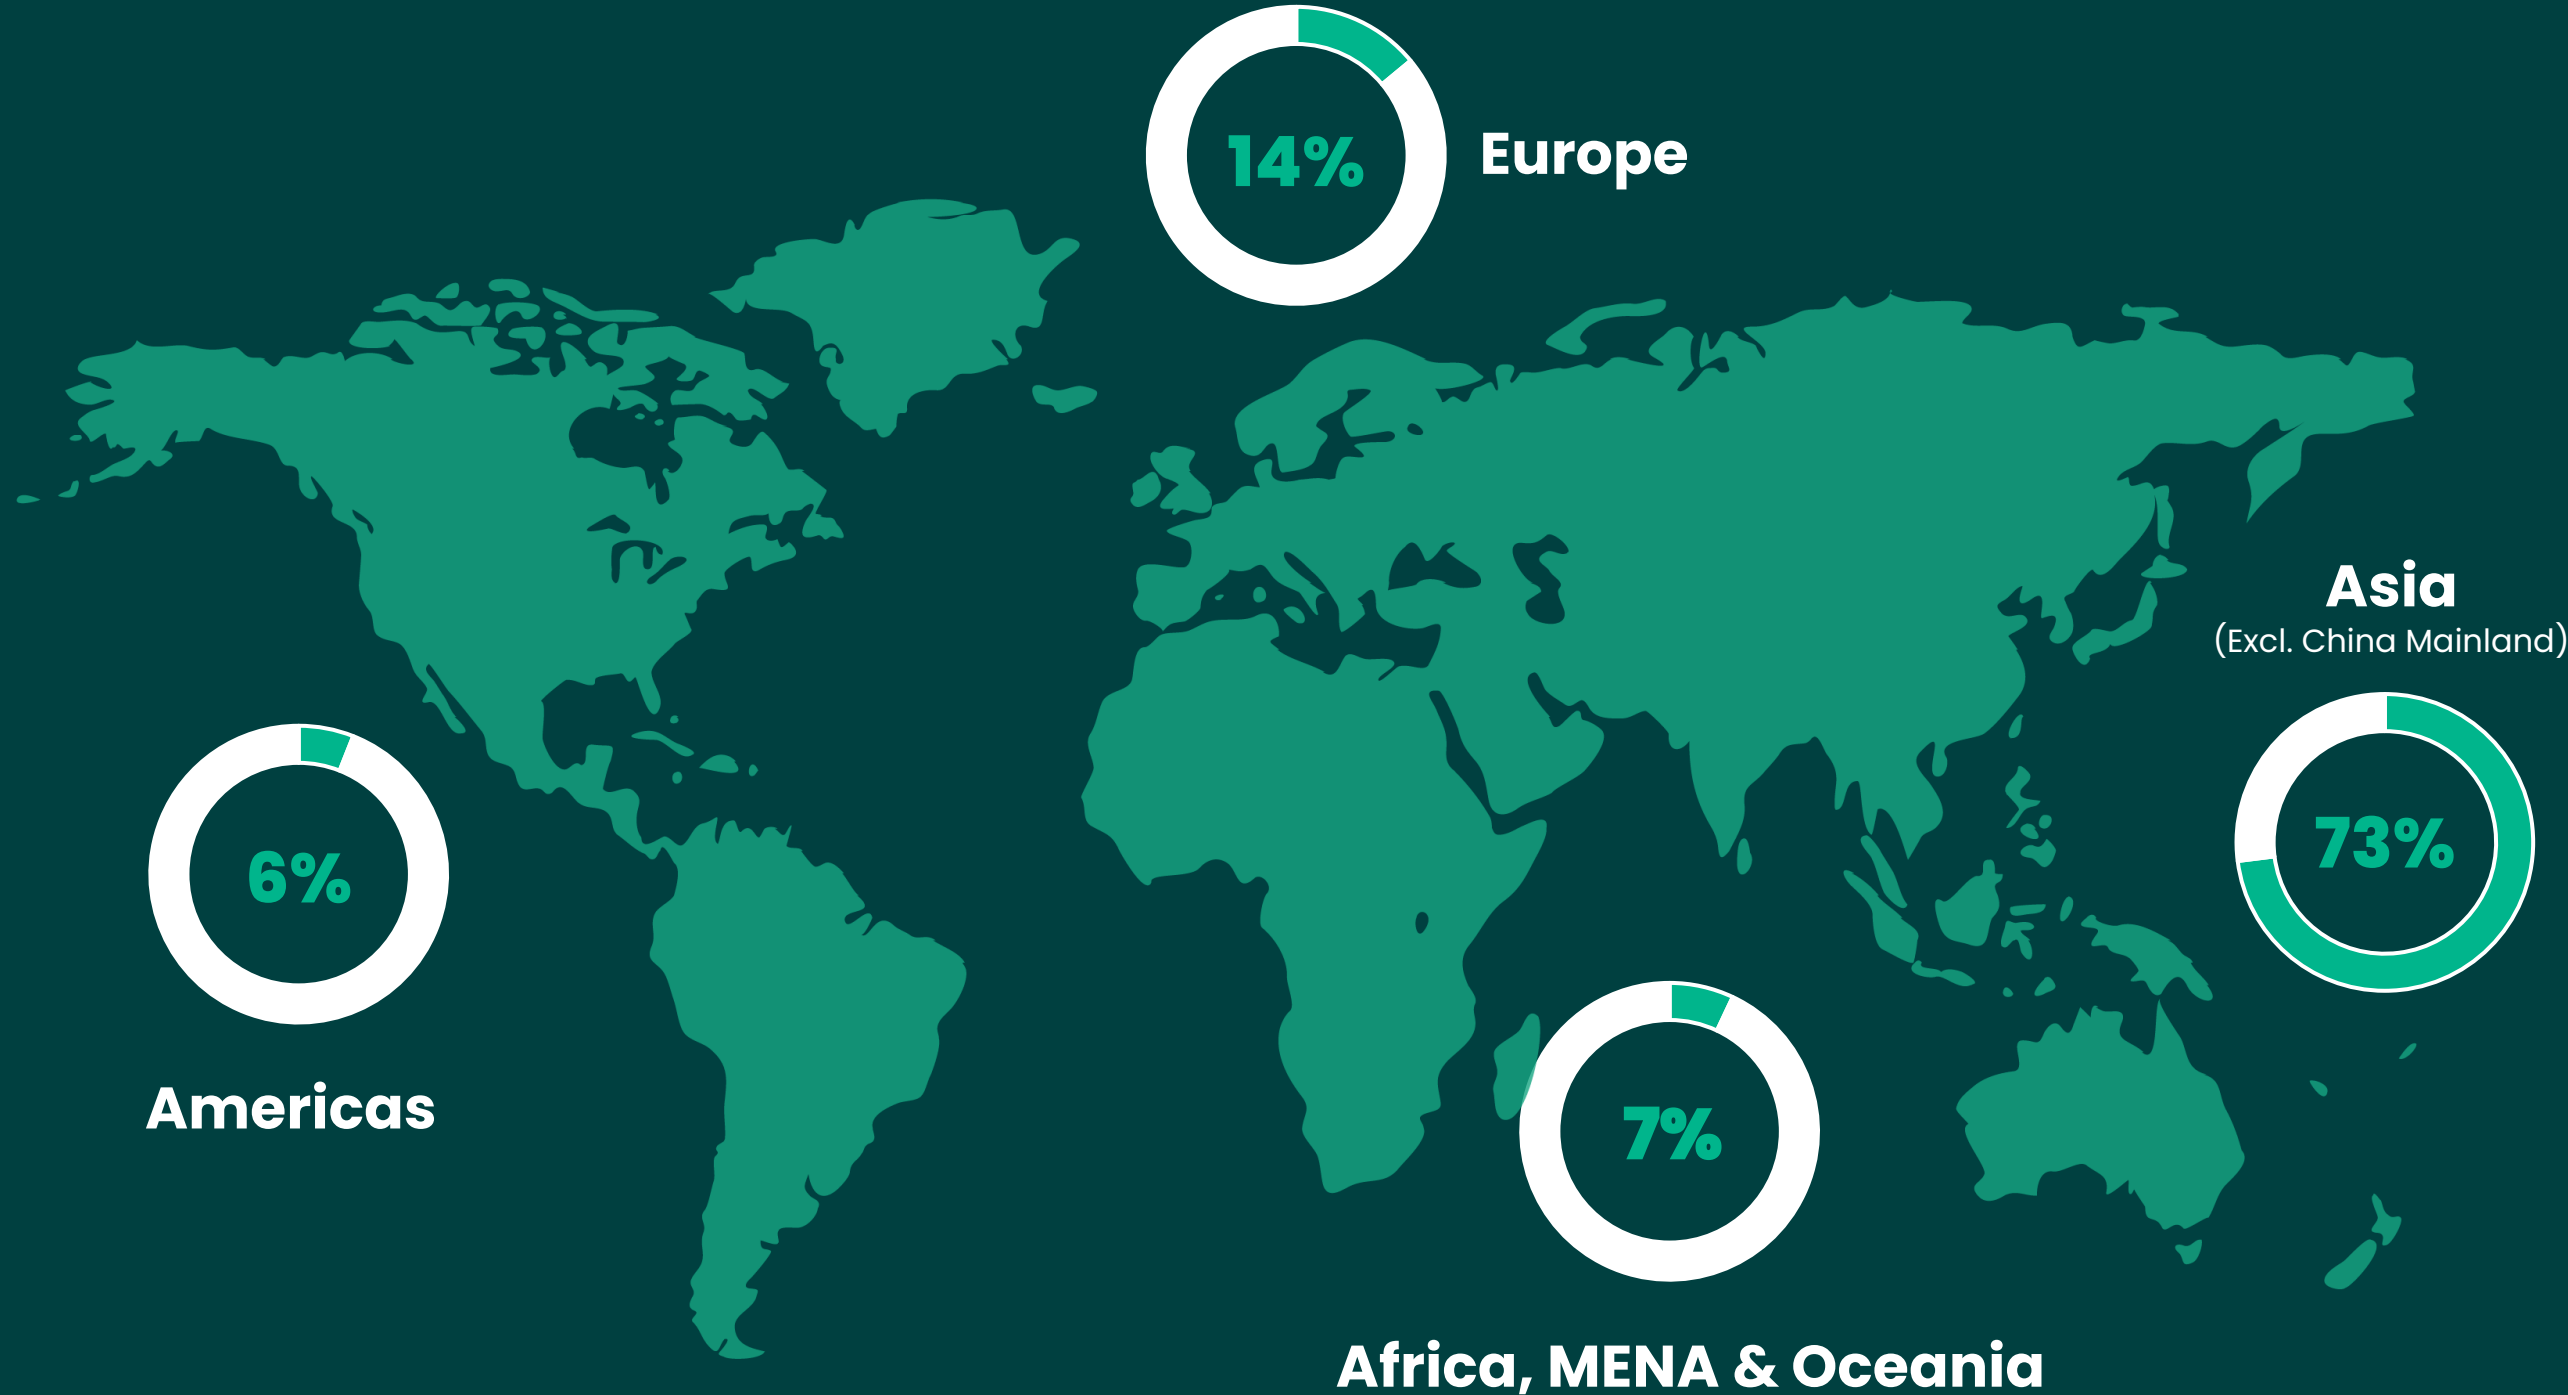 14%
Europe
Asia
(Excl. China Mainland)
73%
6%
Americas
7%
Africa, MENA & Oceania